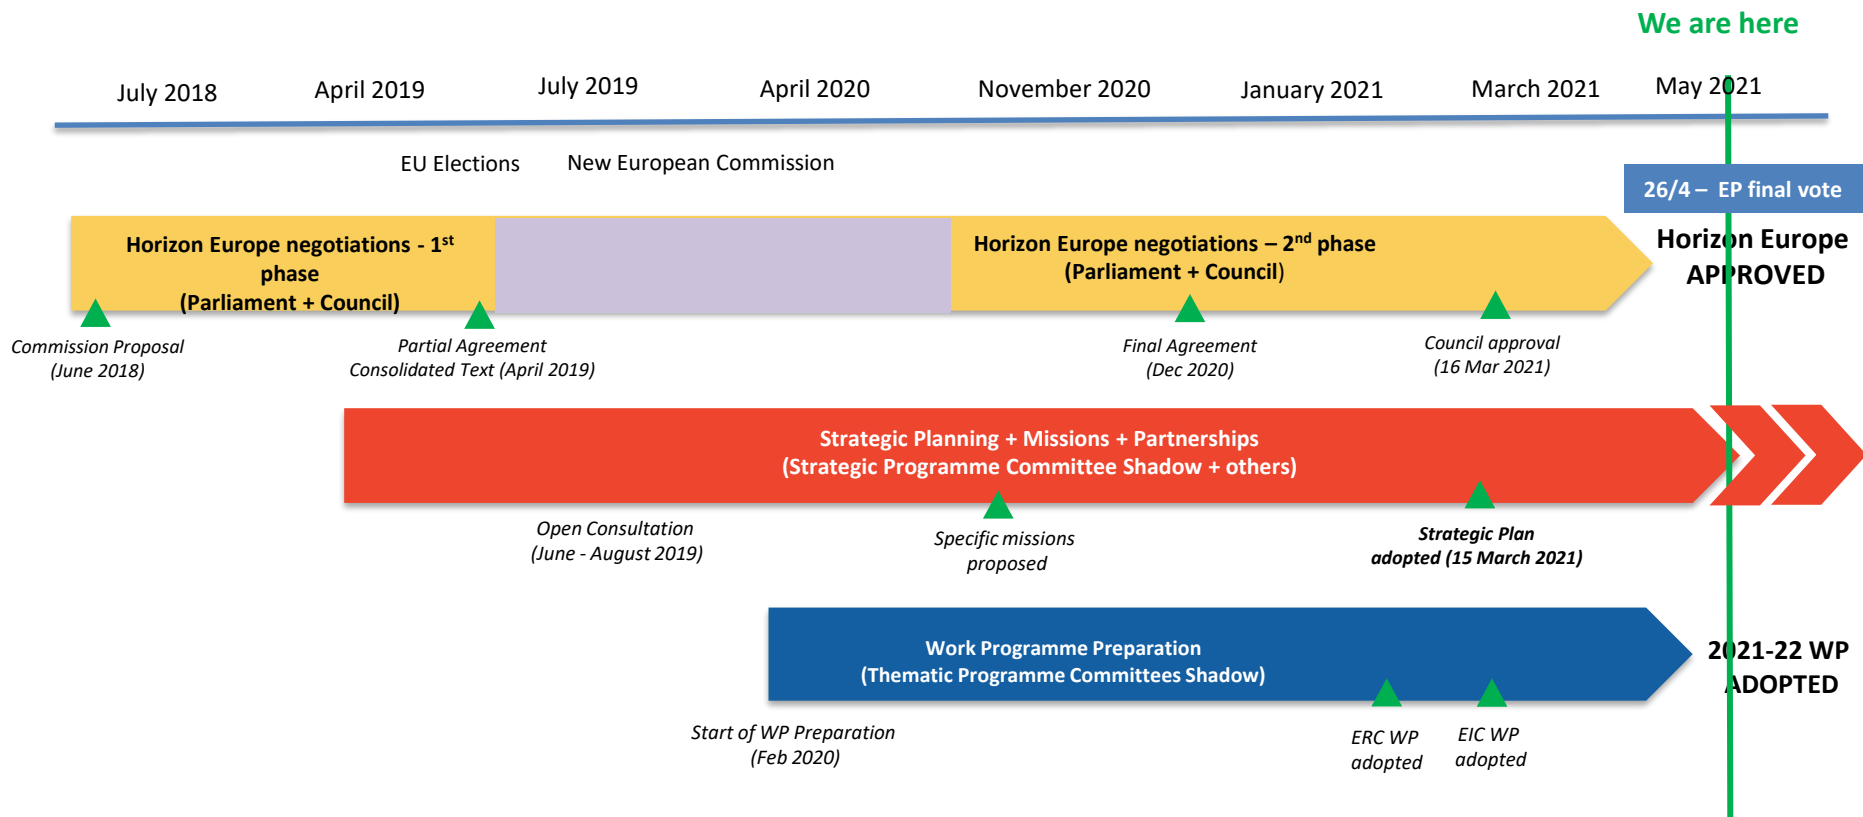 We are here
July 2018
April 2019
July 2019
April 2020
November 2020
January 2021
March 2021
May 2021
EU Elections
New European Commission
26/4 – EP final vote
Horizon Europe negotiations - 1st
phase
(Parliament + Council)
Horizon Europe negotiations – 2nd phase
(Parliament + Council)
Horizon Europe
APPROVED
Commission Proposal
(June 2018)
Partial Agreement
Consolidated Text (April 2019)
Final Agreement
(Dec 2020)
Council approval
(16 Mar 2021)
Strategic Planning + Missions + Partnerships
(Strategic Programme Committee Shadow + others)
Open Consultation
(June - August 2019)
Specific missions
proposed
Strategic Plan
adopted (15 March 2021)
Work Programme Preparation
(Thematic Programme Committees Shadow)
2021-22 WP
ADOPTED
Start of WP Preparation
(Feb 2020)
ERC WP
adopted
EIC WP
adopted